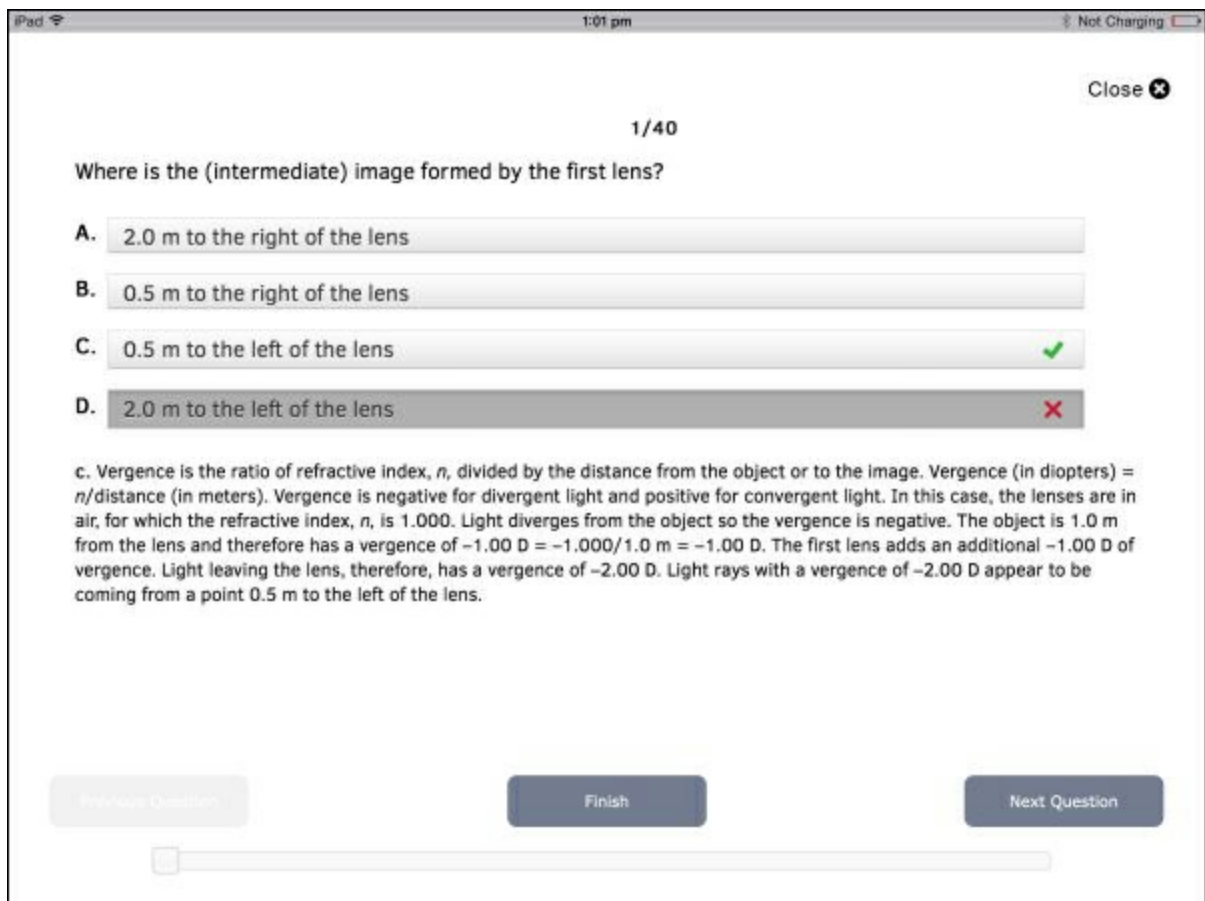 iPad 1:01 pm Not Charging
Close
1/40
Where is the (intermediate) image formed by the first lens?
A. 2.0 m to the right of the lens
B. 0.5 m to the right of the lens
C. 0.5 m to the left of the lens
D. 2.0 m to the left of the lens
c. Vergence is the ratio of refractive index, n, divided by the distance from the object or to the image. Vergence (in diopters) =
n/distance (in meters). Vergence is negative for divergent light and positive for convergent light. In this case, the lenses are in
air, for which the refractive index, n, is 1.000. Light diverges from the object so the vergence is negative. The object is 1.0 m
from the lens and therefore has a vergence of –1.00 D = –1.000/1.0 m = –1.00 D. The first lens adds an additional –1.00 D of
vergence. Light leaving the lens, therefore, has a vergence of –2.00 D. Light rays with a vergence of –2.00 D appear to be
coming from a point 0.5 m to the left of the lens.
Previous Question Finish Next Question